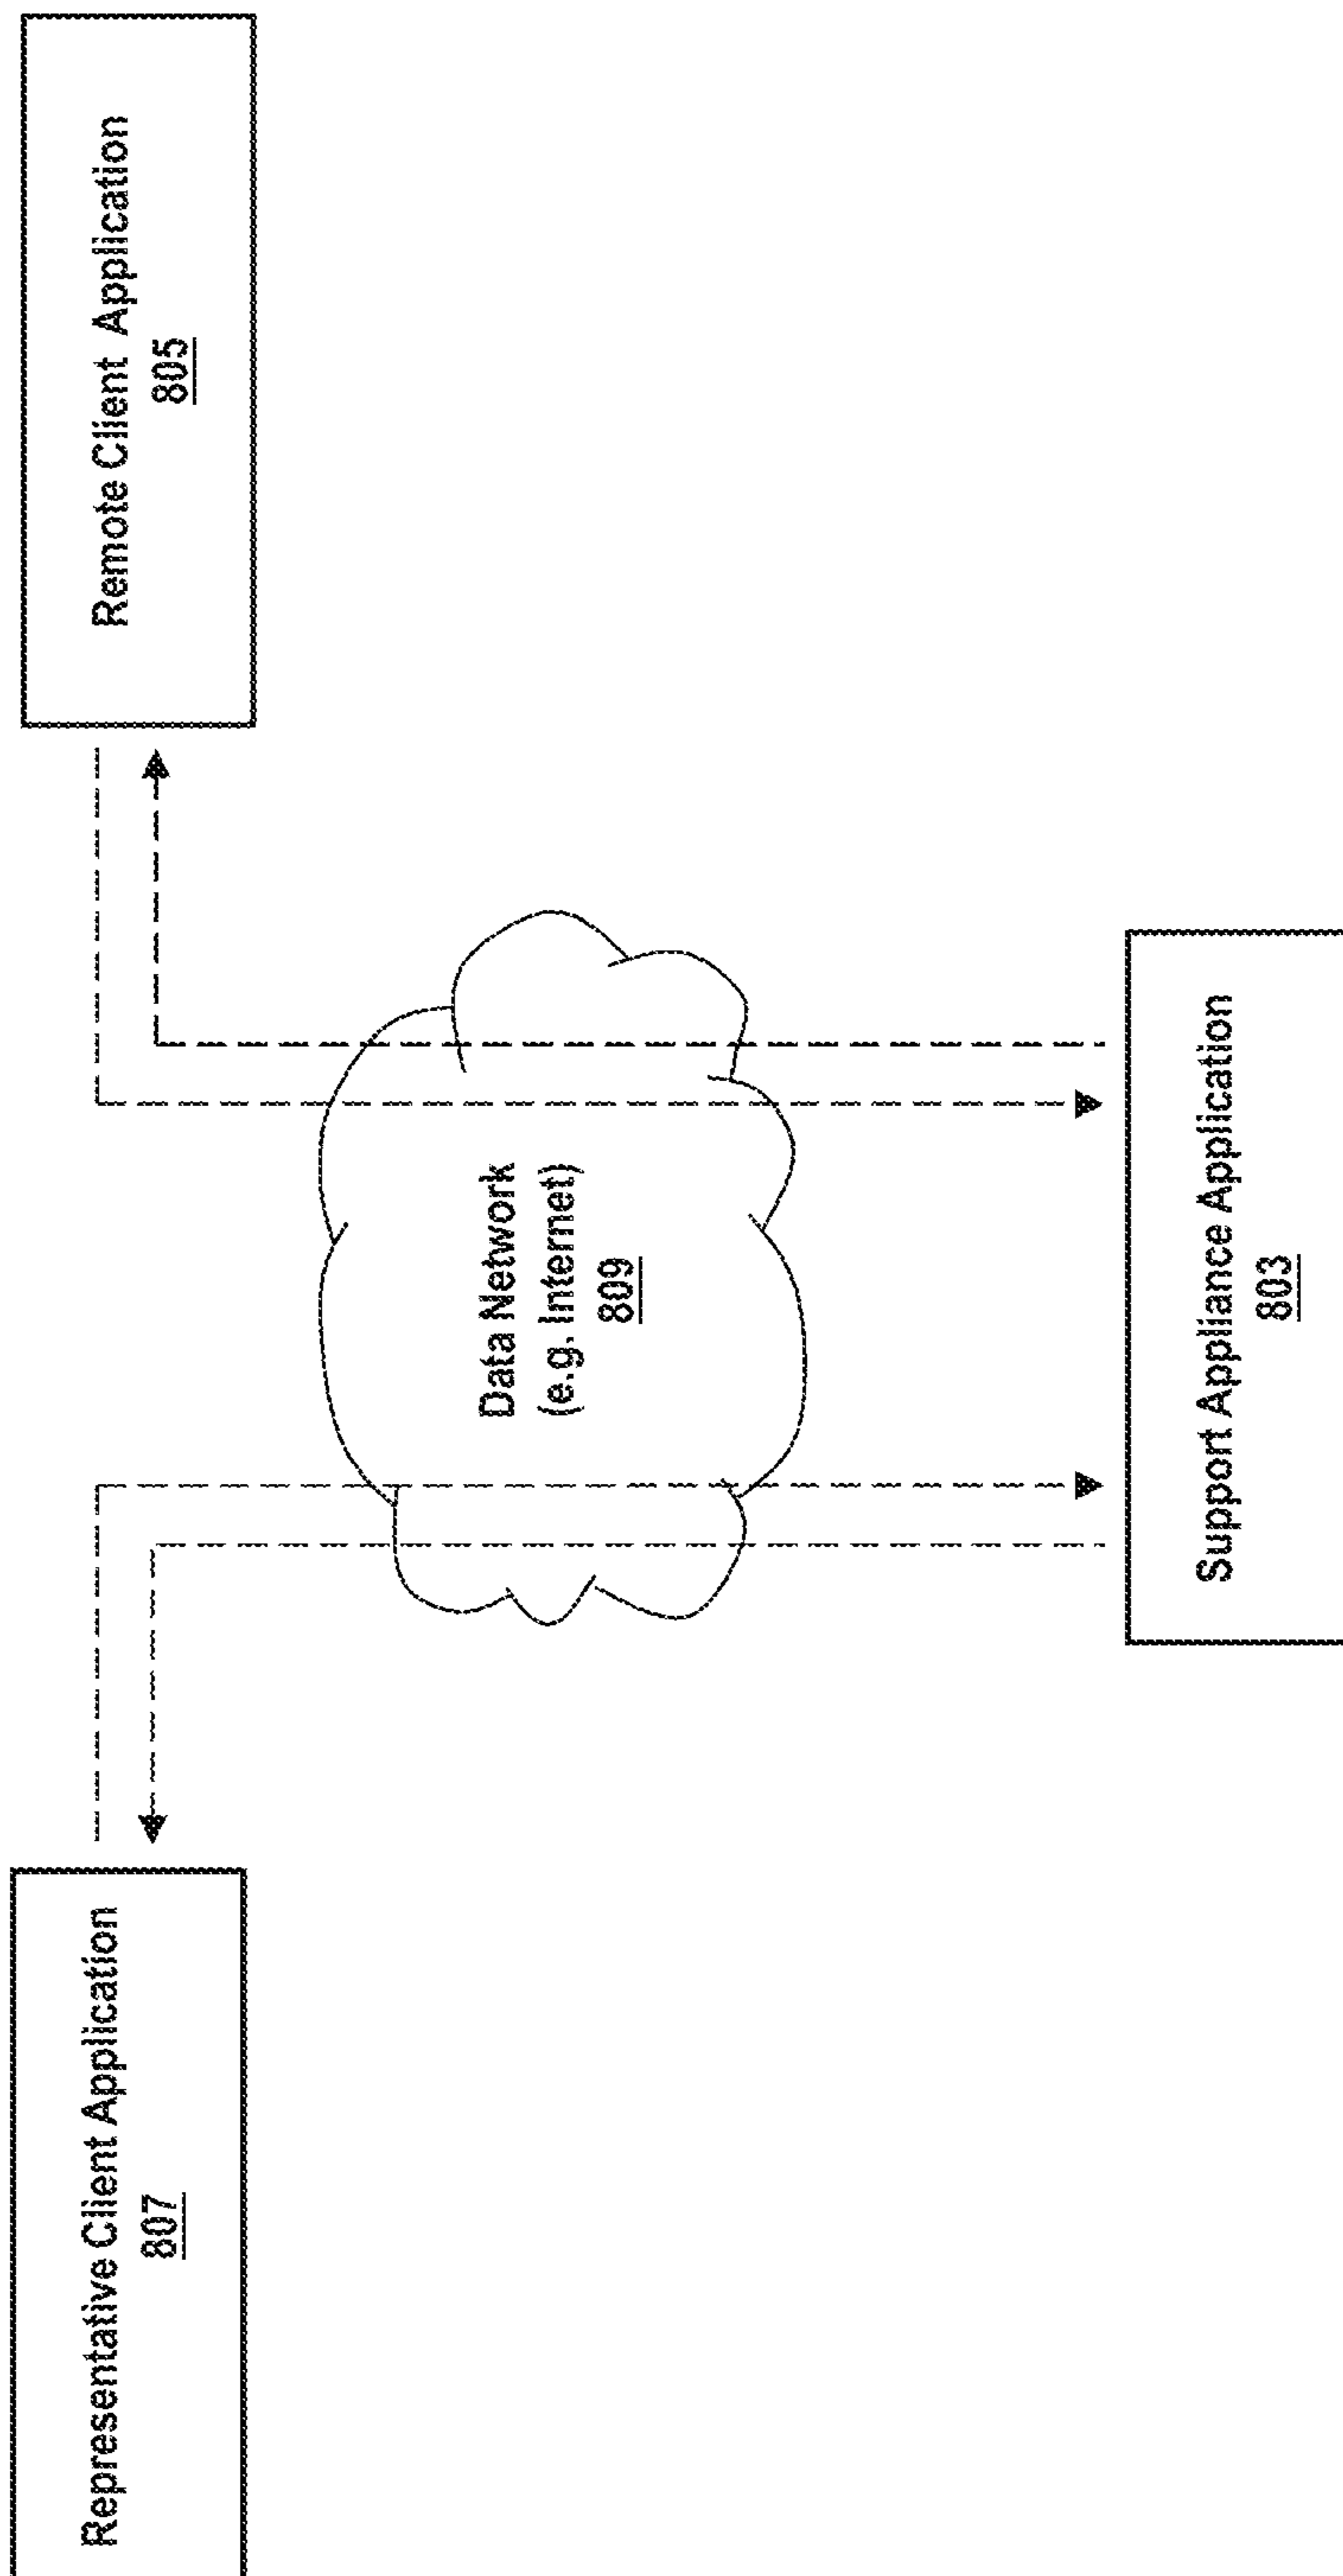 Representative Client Application
807
Remote Client Application
805
Data Network
(e.g. Internet)
809
Support Appliance Application
803